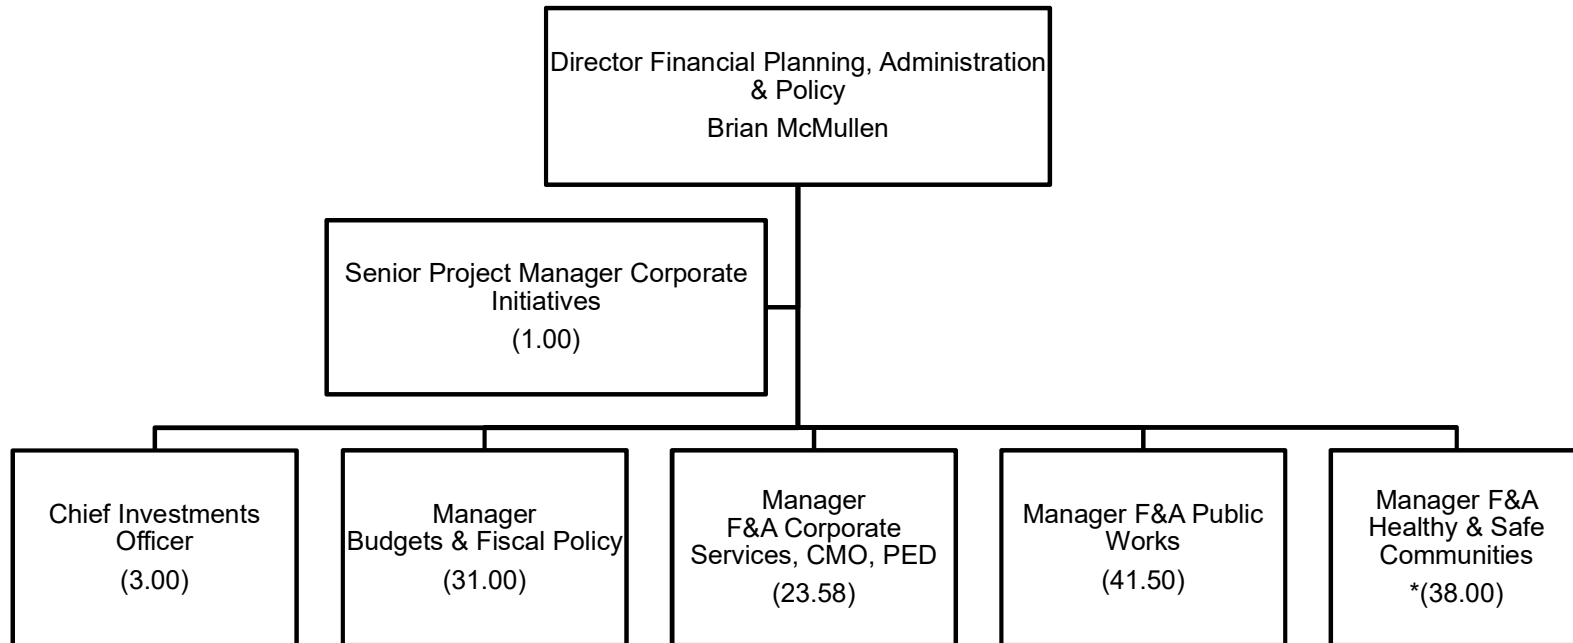 Director Financial Planning, Administration
& Policy
Brian McMullen
Senior Project Manager Corporate
Initiatives
(1.00)
Chief Investments
Officer
(3.00)
Manager
Budgets & Fiscal Policy
(31.00)
Manager
F&A Corporate
Services, CMO, PED
(23.58)
Manager F&A Public
Works
(41.50)
Manager F&A
Healthy & Safe
Communities
*(38.00)